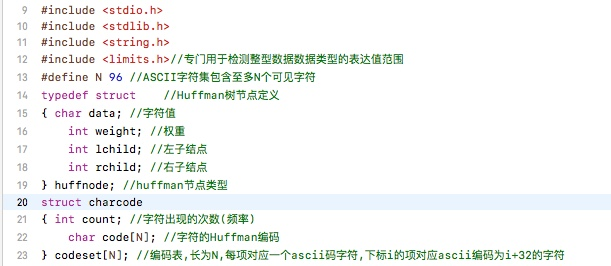 9 #include <stdio.h>
10 #include <stdlib.h>
11 #include <string.h>
12 #include <limits.h>//专门用于检测整型数据数据类型的表达值范围
13 #define N 96 //ASCII字符集包含至多N个可见字符
14 typedef struct //Huffman树节点定义
15 { char data; //字符值
16 int weight; //权重
17 int lchild; //左子结点
18 int rchild; //右子结点
19 } huffnode; //huffman节点类型
20 struct charcode
21 { int count; //字符出现的次数(频率)
22 char code[N]; //字符的Huffman编码
23 } codeset[N]; //编码表,长为N,每项对应一个ascii码字符,下标i的项对应ascii编码为i+32的字符